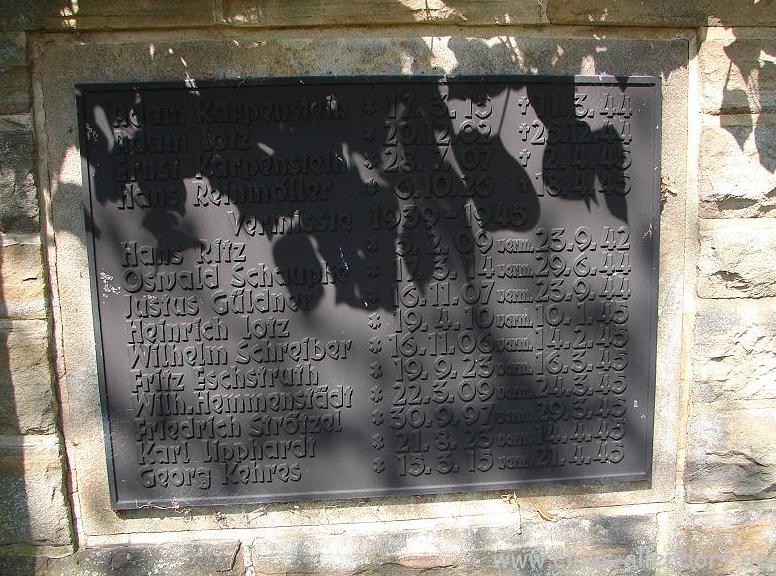 Adam Karpenstein * 17. 3. 15 † 11. 3. 44
Adam Lotz * 20.12.02 † 26.12.44
Ernst Karpenstein * 28. 7. 07 † 2. 4. 45
Hans Reinmöller * 6.10.26 † 18. 4. 45
Vermisste 1939-1945
Hans Ritz * 5. 2. 09 verm. 23. 9. 42
Oswald Schauphe * 17. 3. 14 verm. 29. 6. 44
Justus Güldner * 16.11.07 verm. 23. 9. 44
Heinrich Lotz * 19. 4. 10 verm. 10. 1. 45
Wilhelm Schreiber * 16.11.06 verm. 14. 2. 45
Fritz Eschstruth * 19. 9. 23 verm. 16. 3. 45
Wilh. Hemmenstädt * 22. 3. 09 verm. 24. 3. 45
Friedrich Strötzel * 30. 9. 97 verm. 29. 3. 45
Karl Lipphardt * 21. 8. 23 verm. 14. 4. 45
Georg Kehres * 15. 3. 15 verm. 21. 4. 45